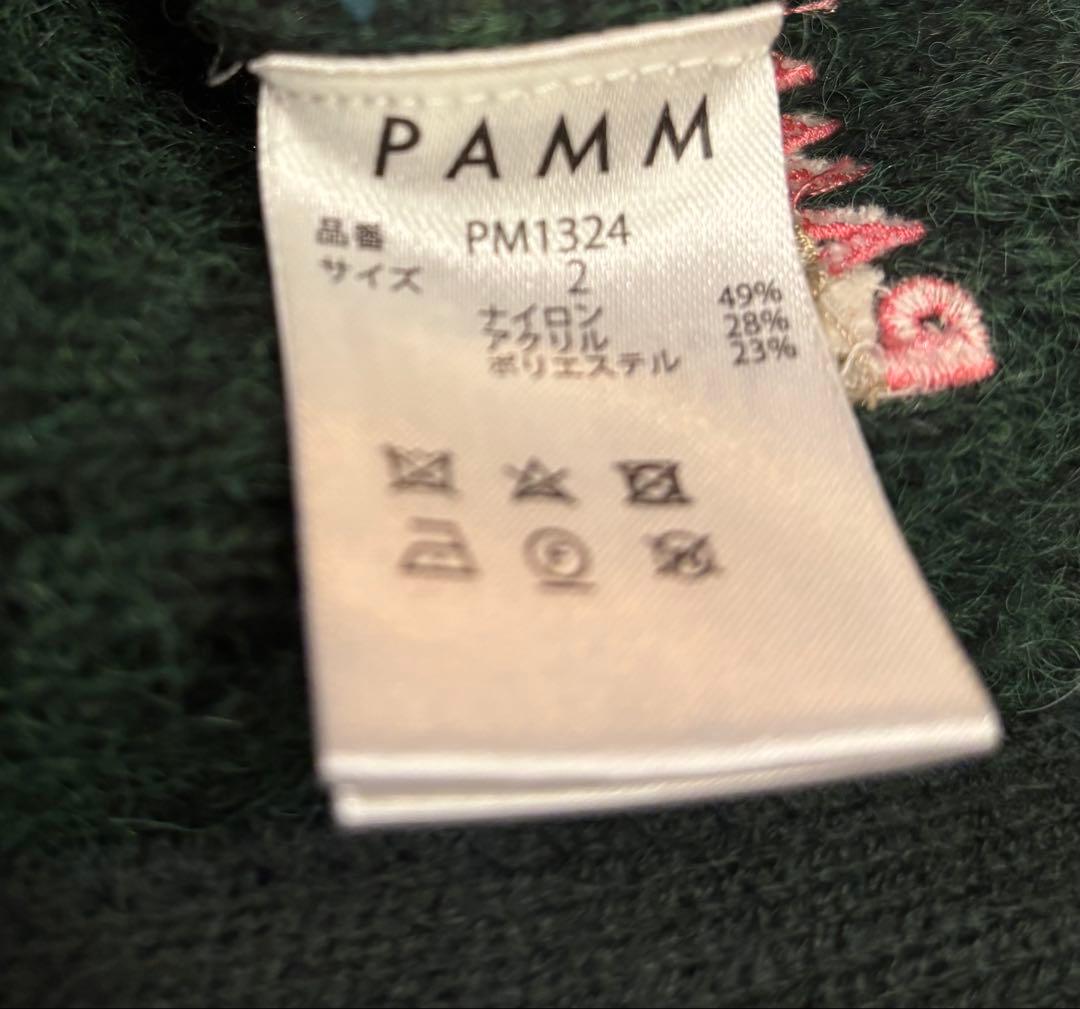 PAMM
品番 PM1324
サイズ 2
ナイロン 49%
アクリル 28%
ポリエステル 23%